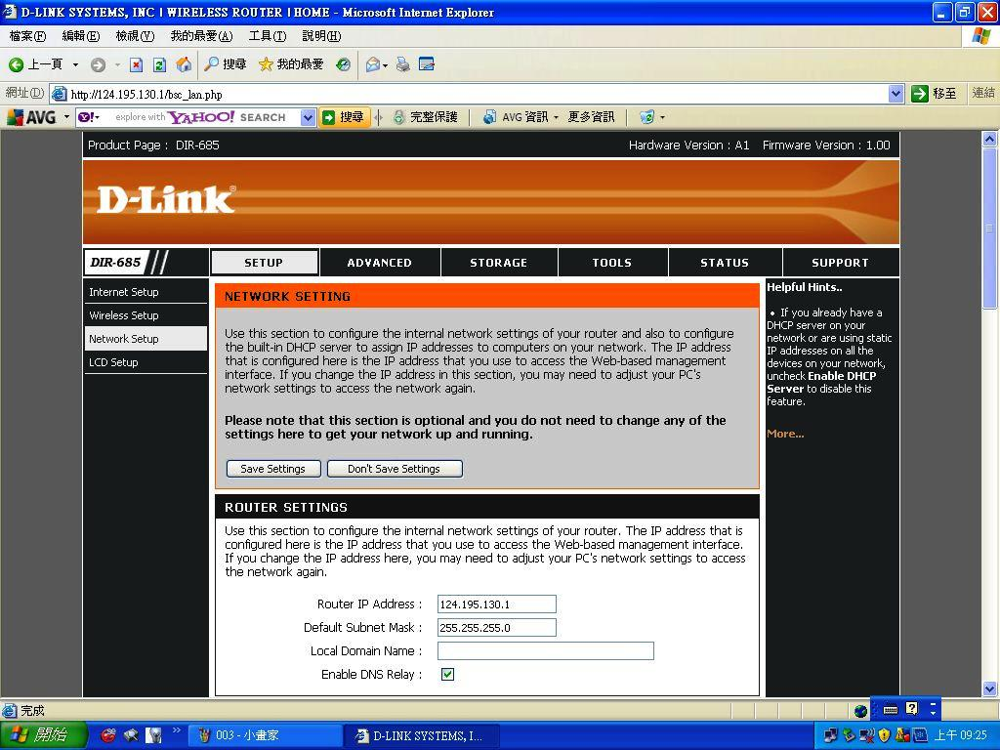 D-LINK SYSTEMS, INC | WIRELESS ROUTER | HOME - Microsoft Internet Explorer
檔案(F) 編輯(E) 檢視(V) 我的最愛(A) 工具(T) 說明(H)
上一頁 搜尋 我的最愛
網址(D) http://124.195.130.1/bsc_lan.php 移至 連結
AVG Y! explore with YAHOO! SEARCH 搜尋 完整保護 AVG 資訊 更多資訊
Product Page : DIR-685 Hardware Version : A1 Firmware Version : 1.00
D-Link®
DIR-685 SETUP ADVANCED STORAGE TOOLS STATUS SUPPORT
Internet Setup
Wireless Setup
Network Setup
LCD Setup
NETWORK SETTING
Use this section to configure the internal network settings of your router and also to configure
the built-in DHCP server to assign IP addresses to computers on your network. The IP address
that is configured here is the IP address that you use to access the Web-based management
interface. If you change the IP address in this section, you may need to adjust your PC's
network settings to access the network again.
Please note that this section is optional and you do not need to change any of the
settings here to get your network up and running.
Save Settings Don't Save Settings
ROUTER SETTINGS
Use this section to configure the internal network settings of your router. The IP address that is
configured here is the IP address that you use to access the Web-based management interface.
If you change the IP address here, you may need to adjust your PC's network settings to access
the network again.
Router IP Address : 124.195.130.1
Default Subnet Mask : 255.255.255.0
Local Domain Name :
Enable DNS Relay :
Helpful Hints..
• If you already have a
DHCP server on your
network or are using static
IP addresses on all the
devices on your network,
uncheck Enable DHCP
Server to disable this
feature.
More...
完成
開始 003 - 小畫家 D-LINK SYSTEMS, I... 上午 09:25